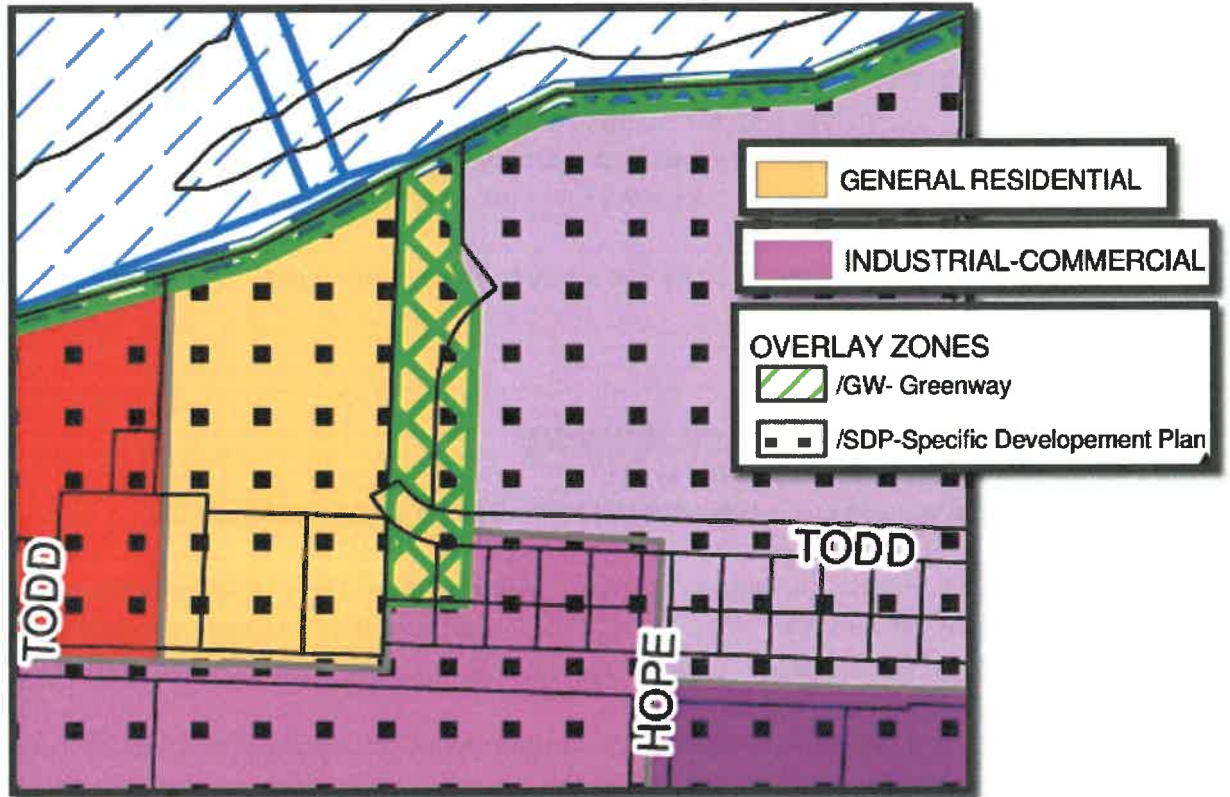 GENERAL RESIDENTIAL
INDUSTRIAL-COMMERCIAL
OVERLAY ZONES
/GW- Greenway
/SDP-Specific Developement Plan
TODD
TODD
HOPE